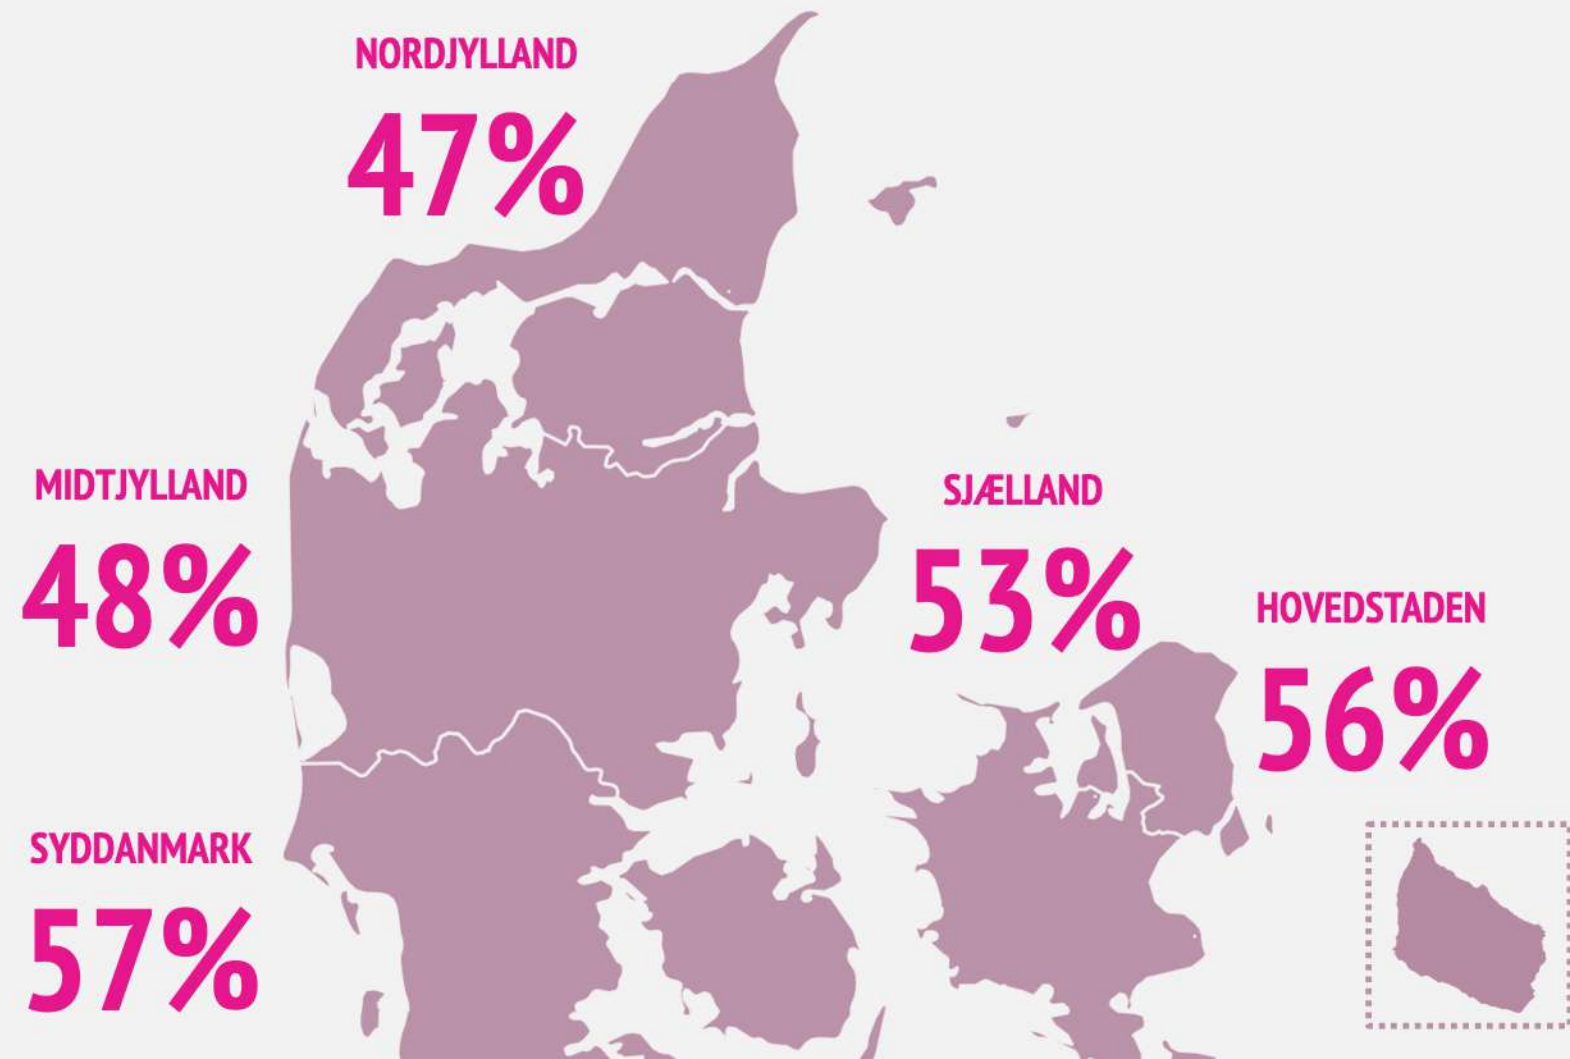 NORDJYLLAND
47%
MIDTJYLLAND
48%
SJÆLLAND
53%
HOVEDSTADEN
56%
SYDDANMARK
57%